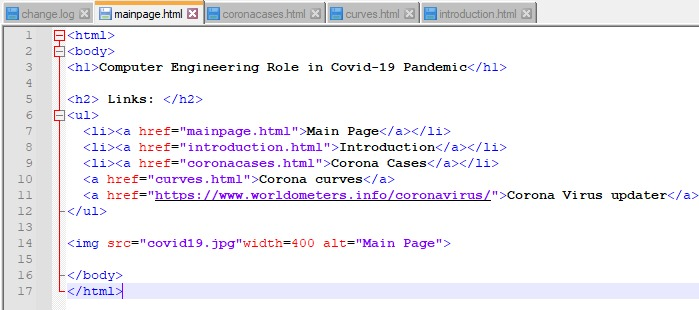 change.log mainpage.html coronacases.html curves.html introduction.html
1 <html>
2 <body>
3 <h1>Computer Engineering Role in Covid-19 Pandemic</h1>
4
5 <h2> Links: </h2>
6 <ul>
7 <li><a href="mainpage.html">Main Page</a></li>
8 <li><a href="introduction.html">Introduction</a></li>
9 <li><a href="coronacases.html">Corona Cases</a></li>
10 <a href="curves.html">Corona curves</a>
11 <a href="https://www.worldometers.info/coronavirus/">Corona Virus updater</a>
12 </ul>
13
14 <img src="covid19.jpg"width=400 alt="Main Page">
15
16 </body>
17 </html>